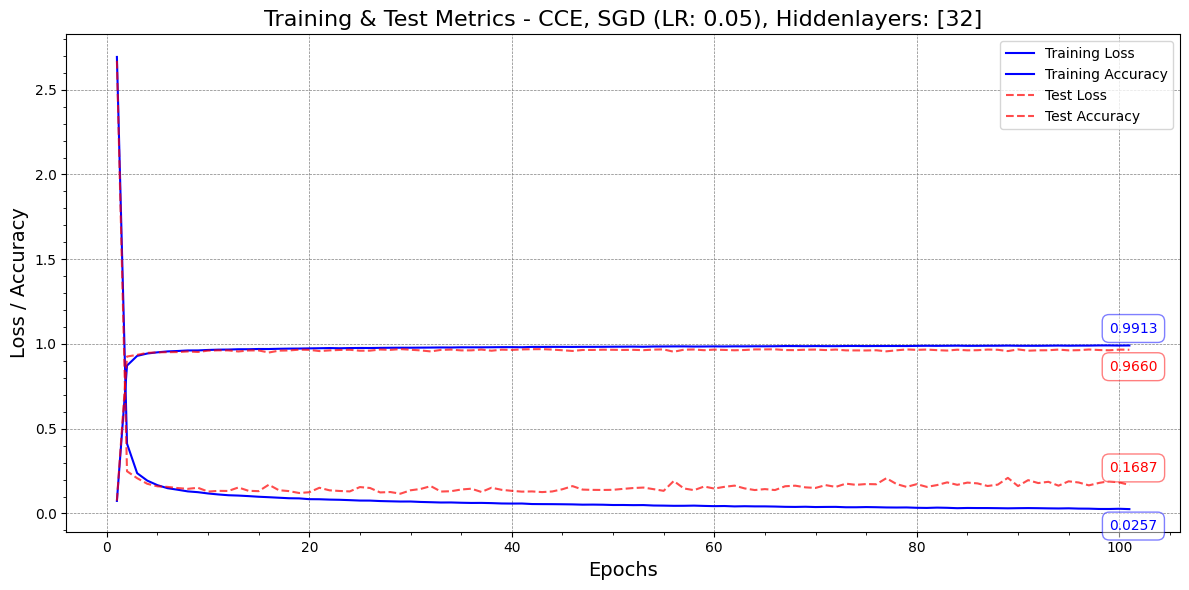 Training & Test Metrics - CCE, SGD (LR: 0.05), Hiddenlayers: [32]
Training Loss
Training Accuracy
Test Loss
Test Accuracy
Loss / Accuracy
2.5
2.0
1.5
1.0
0.5
0.0
0.9913
0.9660
0.1687
0.0257
0
20
40
60
80
100
Epochs